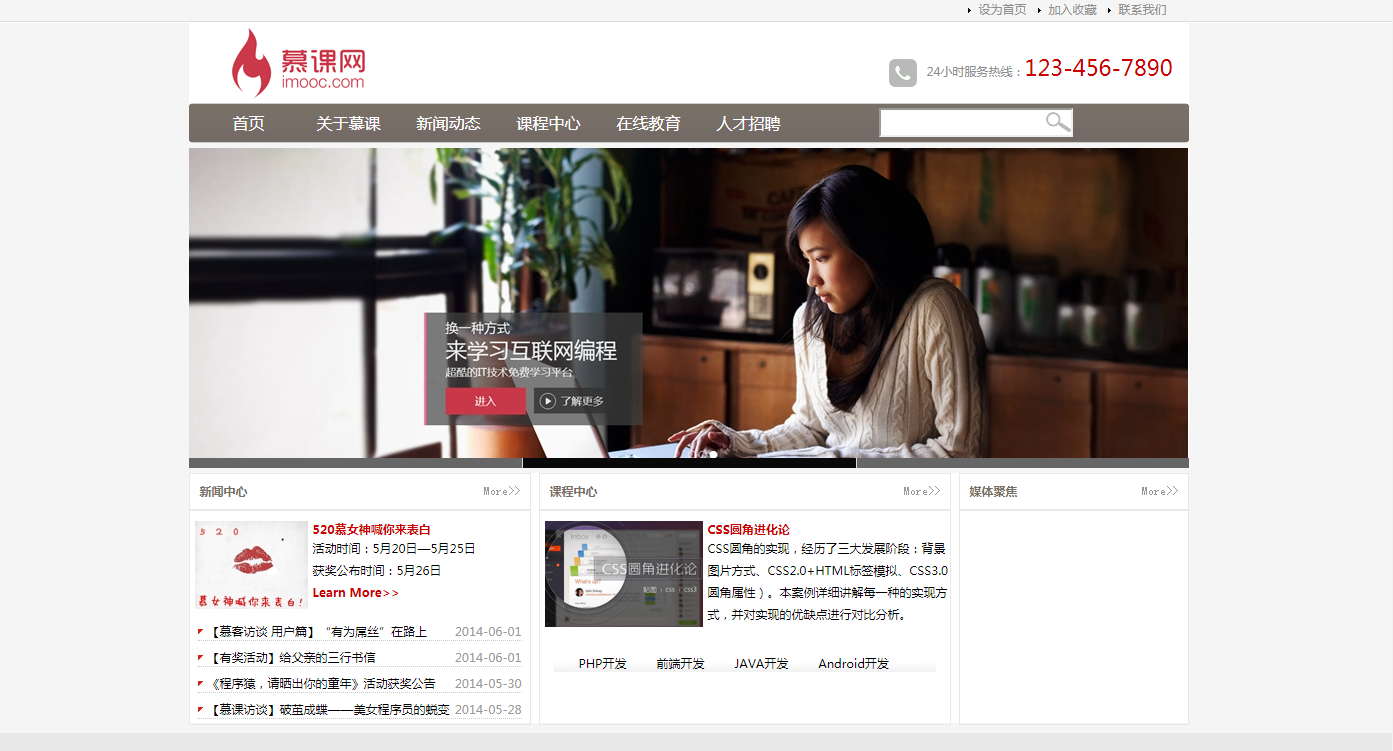 设为首页 加入收藏 联系我们
慕课网
imooc.com
24小时服务热线：123-456-7890
首页 关于慕课 新闻动态 课程中心 在线教育 人才招聘
换一种方式
来学习互联网编程
超酷的IT技术免费学习平台
进入 了解更多
新闻中心 More>>
520慕女神喊你来表白
活动时间：5月20日—5月25日
获奖公布时间：5月26日
Learn More>>
5 2 0
慕女神喊你来表白！
【慕客访谈 用户篇】“有为屌丝”在路上 2014-06-01
【有奖活动】给父亲的三行书信 2014-06-01
《程序猿，请晒出你的童年》活动获奖公告 2014-05-30
【慕课访谈】破茧成蝶——美女程序员的蜕变 2014-05-28
课程中心 More>>
Inbox
What's up?
CSS圆角进化论
贴图 : css : css3
CSS圆角进化论
CSS圆角的实现，经历了三大发展阶段：背景
图片方式、CSS2.0+HTML标签模拟、CSS3.0
圆角属性）。本案例详细讲解每一种的实现方
式，并对实现的优缺点进行对比分析。
PHP开发 前端开发 JAVA开发 Android开发
媒体聚焦 More>>